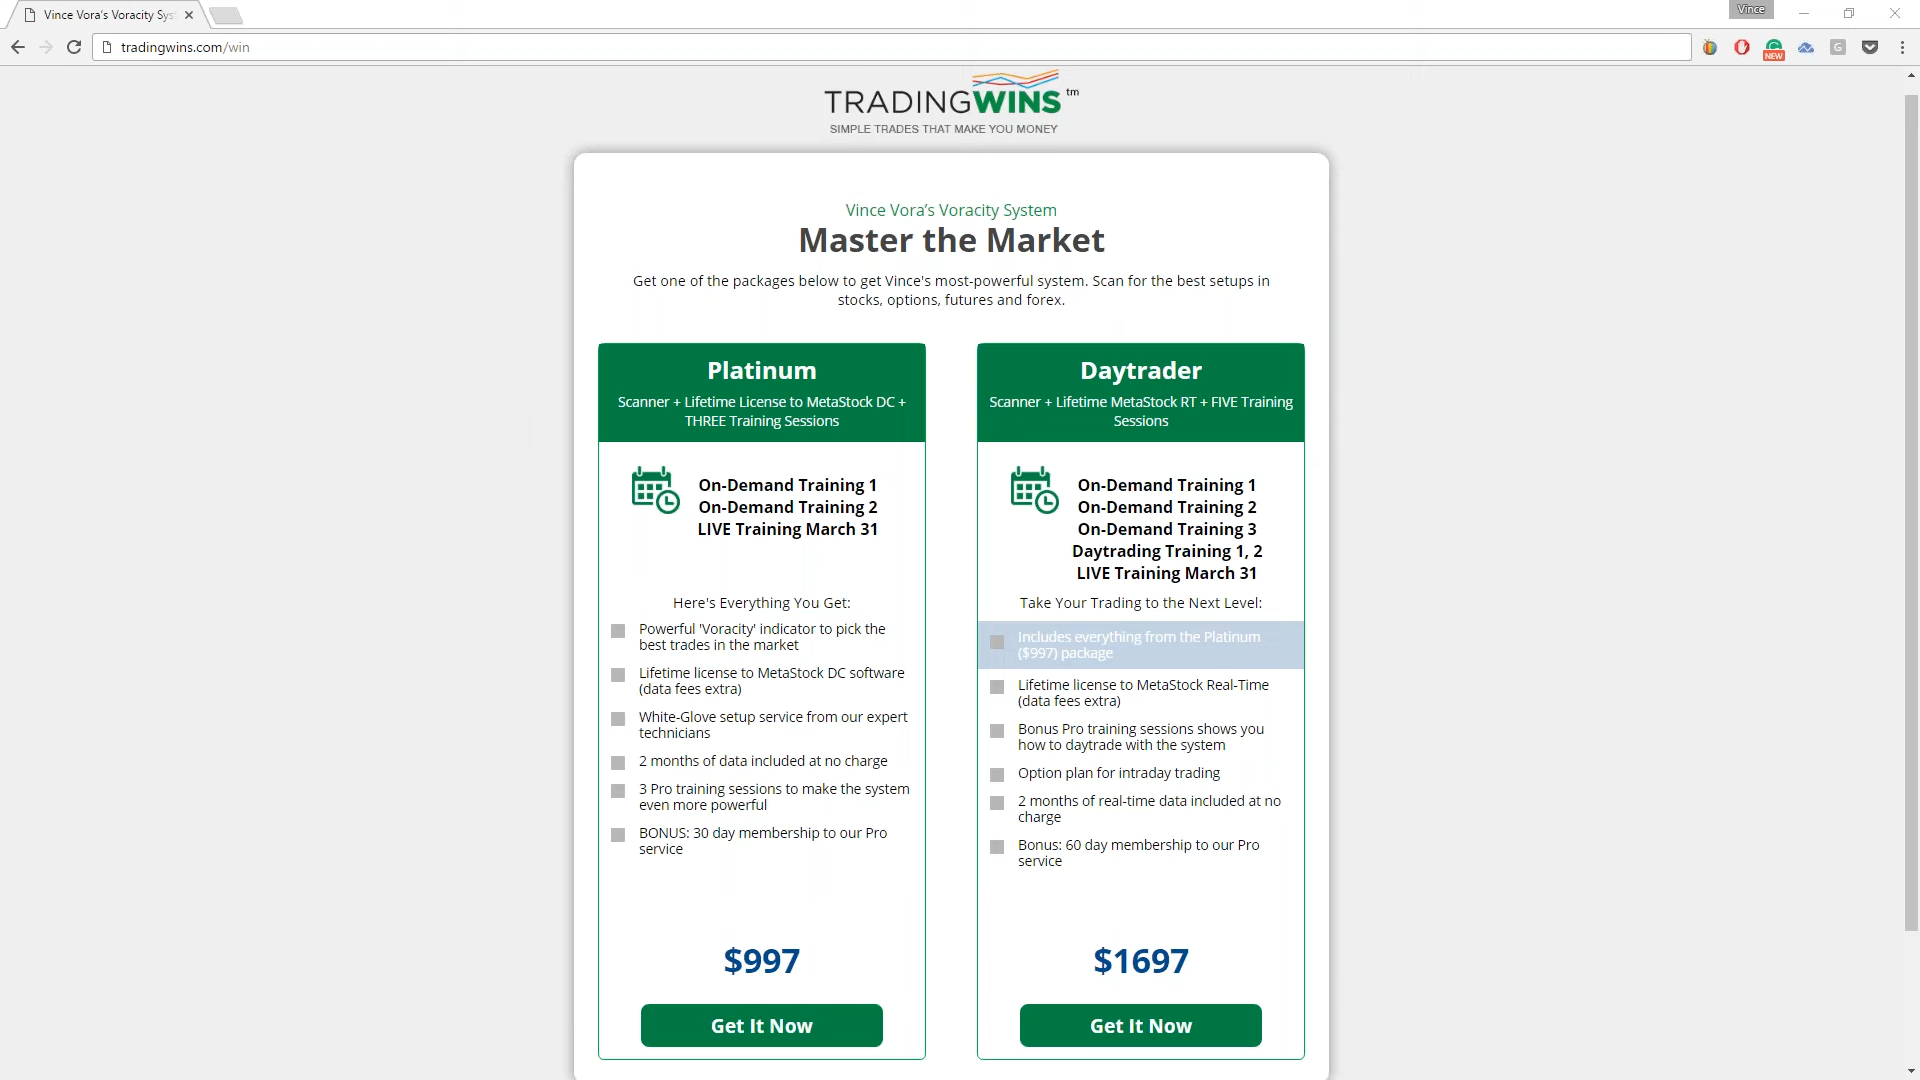 Vince Vora's Voracity Sys
Vince
tradingwins.com/win
NEW
G
TRADINGWINS tm
SIMPLE TRADES THAT MAKE YOU MONEY
Vince Vora’s Voracity System
Master the Market
Get one of the packages below to get Vince's most-powerful system. Scan for the best setups in
stocks, options, futures and forex.
Platinum
Scanner + Lifetime License to MetaStock DC +
THREE Training Sessions
On-Demand Training 1
On-Demand Training 2
LIVE Training March 31
Here's Everything You Get:
Powerful 'Voracity' indicator to pick the
best trades in the market
Lifetime license to MetaStock DC software
(data fees extra)
White-Glove setup service from our expert
technicians
2 months of data included at no charge
3 Pro training sessions to make the system
even more powerful
BONUS: 30 day membership to our Pro
service
$997
Get It Now
Daytrader
Scanner + Lifetime MetaStock RT + FIVE Training
Sessions
On-Demand Training 1
On-Demand Training 2
On-Demand Training 3
Daytrading Training 1, 2
LIVE Training March 31
Take Your Trading to the Next Level:
Includes everything from the Platinum
($997) package
Lifetime license to MetaStock Real-Time
(data fees extra)
Bonus Pro training sessions shows you
how to daytrade with the system
Option plan for intraday trading
2 months of real-time data included at no
charge
Bonus: 60 day membership to our Pro
service
$1697
Get It Now